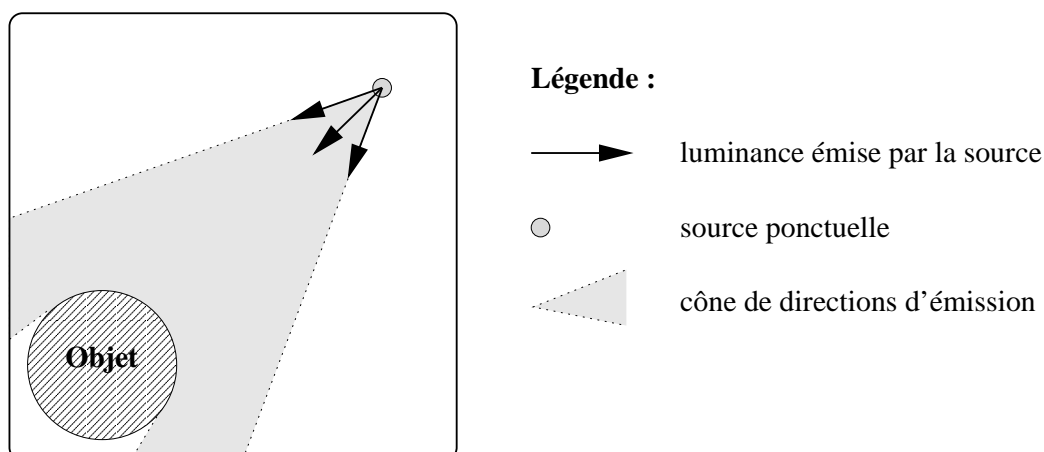 Légende :
luminance émise par la source
source ponctuelle
cône de directions d'émission
Objet